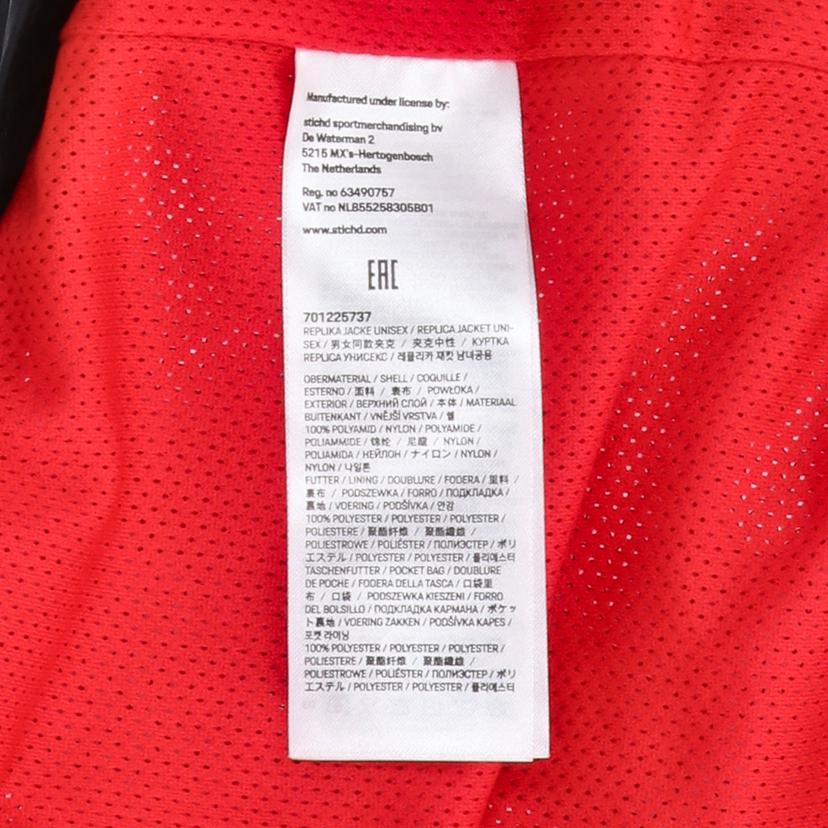 Manufactured under license by:
stichd sportmerchandising bv
De Waterman 2
5215 MX's-Hertogenbosch
The Netherlands
Reg. no 63490757
VAT no NL855258305B01
www.stichd.com
EAC
701225737
REPLIKA JACKE UNISEX / REPLICA JACKET UNI-
SEX / 男女同款夹克 / 夾克中性 / КУРТКА
REPLICA УНИСЕКС / 레플리카 재킷 남녀공용
OBERMATERIAL / SHELL / COQUILLE /
ESTERNO / 面料 / 表布 / POWŁOKA /
EXTERIOR / ВЕРХНИЙ СЛОЙ / 本体 / MATERIAAL
BUITENKANT / VNĚJŠÍ VRSTVA / 쉘
100% POLYAMID / NYLON / POLYAMIDE /
POLIAMMIDE / 锦纶 / 尼龍 / NYLON /
POLIAMIDA / НЕЙЛОН / ナイロン / NYLON /
NYLON / 나일론
FUTTER / LINING / DOUBLURE / FODERA / 里料 /
裏布 / PODSZEWKA / FORRO / ПОДКЛАДКА /
裏地 / VOERING / PODŠÍVKA / 안감
100% POLYESTER / POLYESTER / POLYESTER /
POLIESTERE / 聚酯纤维 / 聚酯纖維 /
POLIESTROWE / POLIÉSTER / ПОЛИЭСТЕР / ポリ
エステル / POLYESTER / POLYESTER / 폴리에스터
TASCHENFUTTER / POCKET BAG / DOUBLURE
DE POCHE / FODERA DELLA TASCA / 口袋里
布 / 口袋 / PODSZEWKA KIESZENI / FORRO
DEL BOLSILLO / ПОДКЛАДКА КАРМАНА / ポケッ
ト裏地 / VOERING ZAKKEN / PODŠÍVKA KAPES /
포켓 라이닝
100% POLYESTER / POLYESTER / POLYESTER /
POLIESTERE / 聚酯纤维 / 聚酯纖維 /
POLIESTROWE / POLIÉSTER / ПОЛИЭСТЕР / ポリ
エステル / POLYESTER / POLYESTER / 폴리에스터